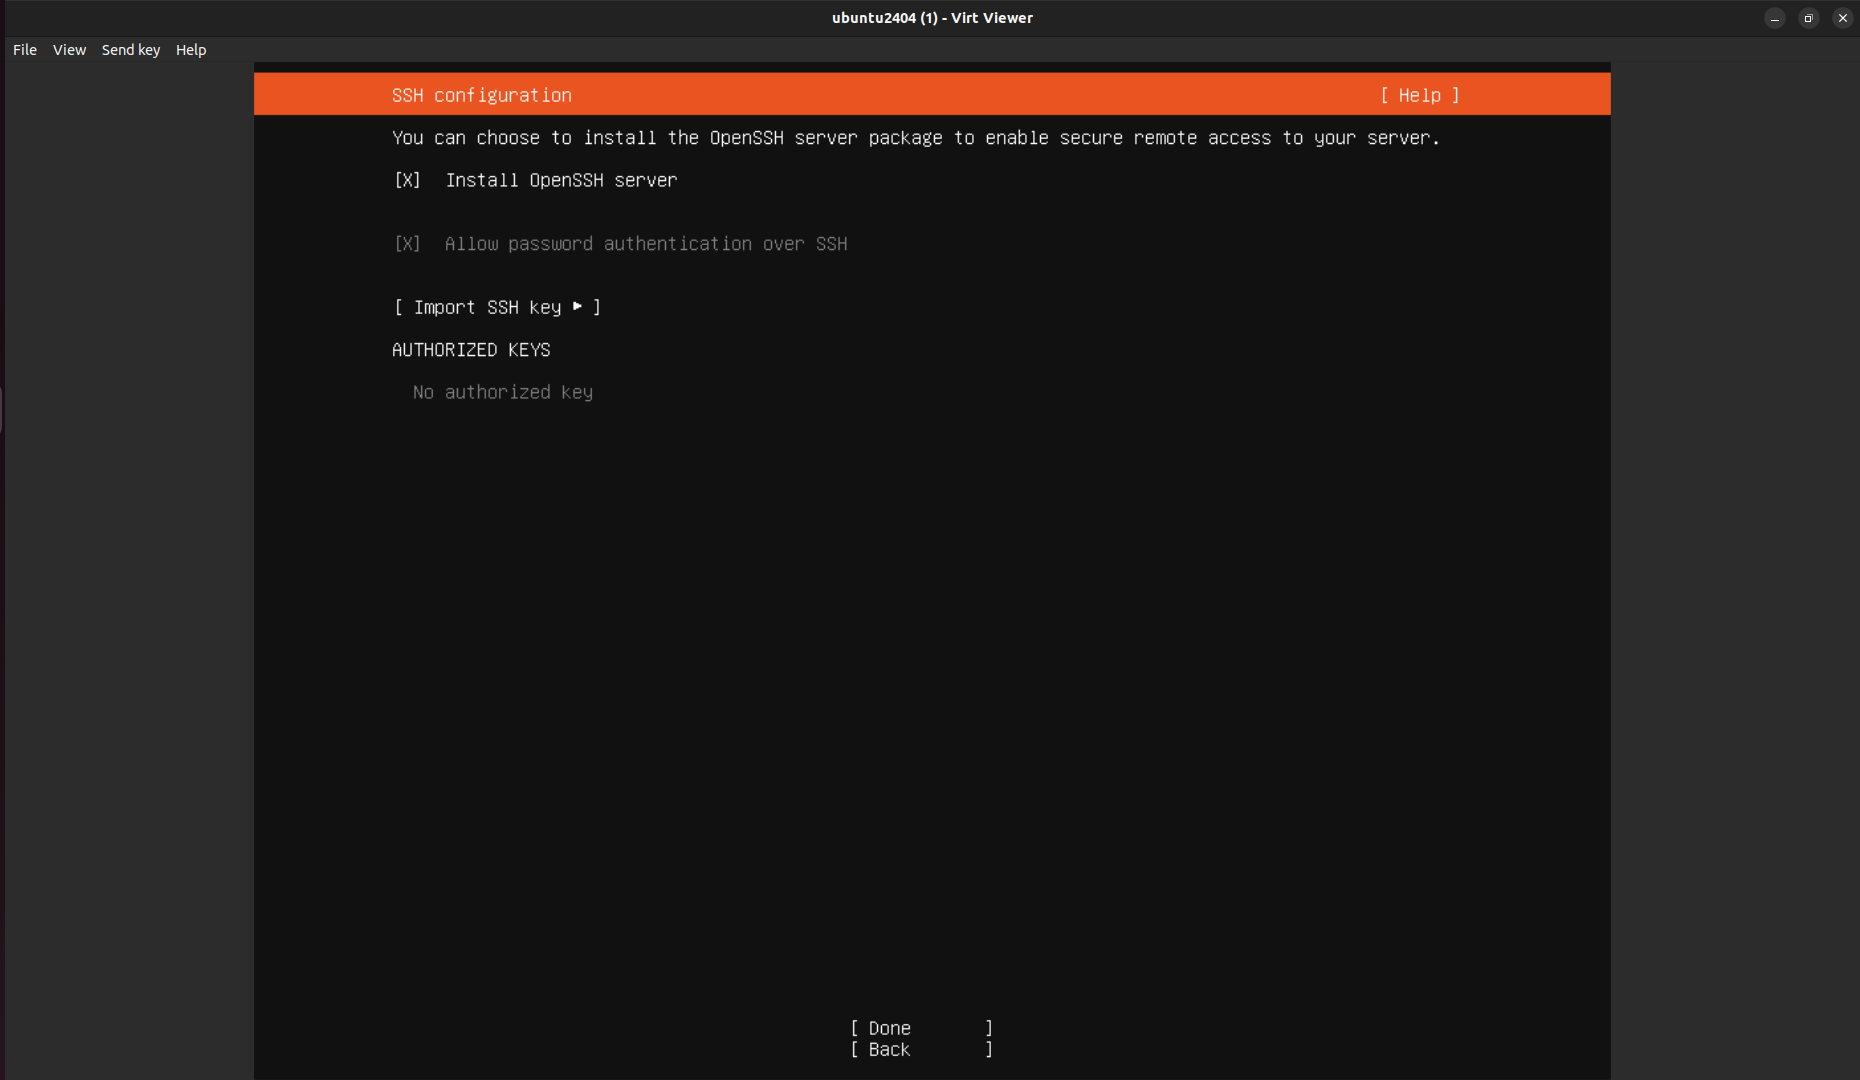 ubuntu2404 (1) - Virt Viewer
File View Send key Help
SSH configuration [ Help ]
You can choose to install the OpenSSH server package to enable secure remote access to your server.
[X] Install OpenSSH server
[X] Allow password authentication over SSH
[ Import SSH key ▸ ]
AUTHORIZED KEYS
No authorized key
[ Done ]
[ Back ]